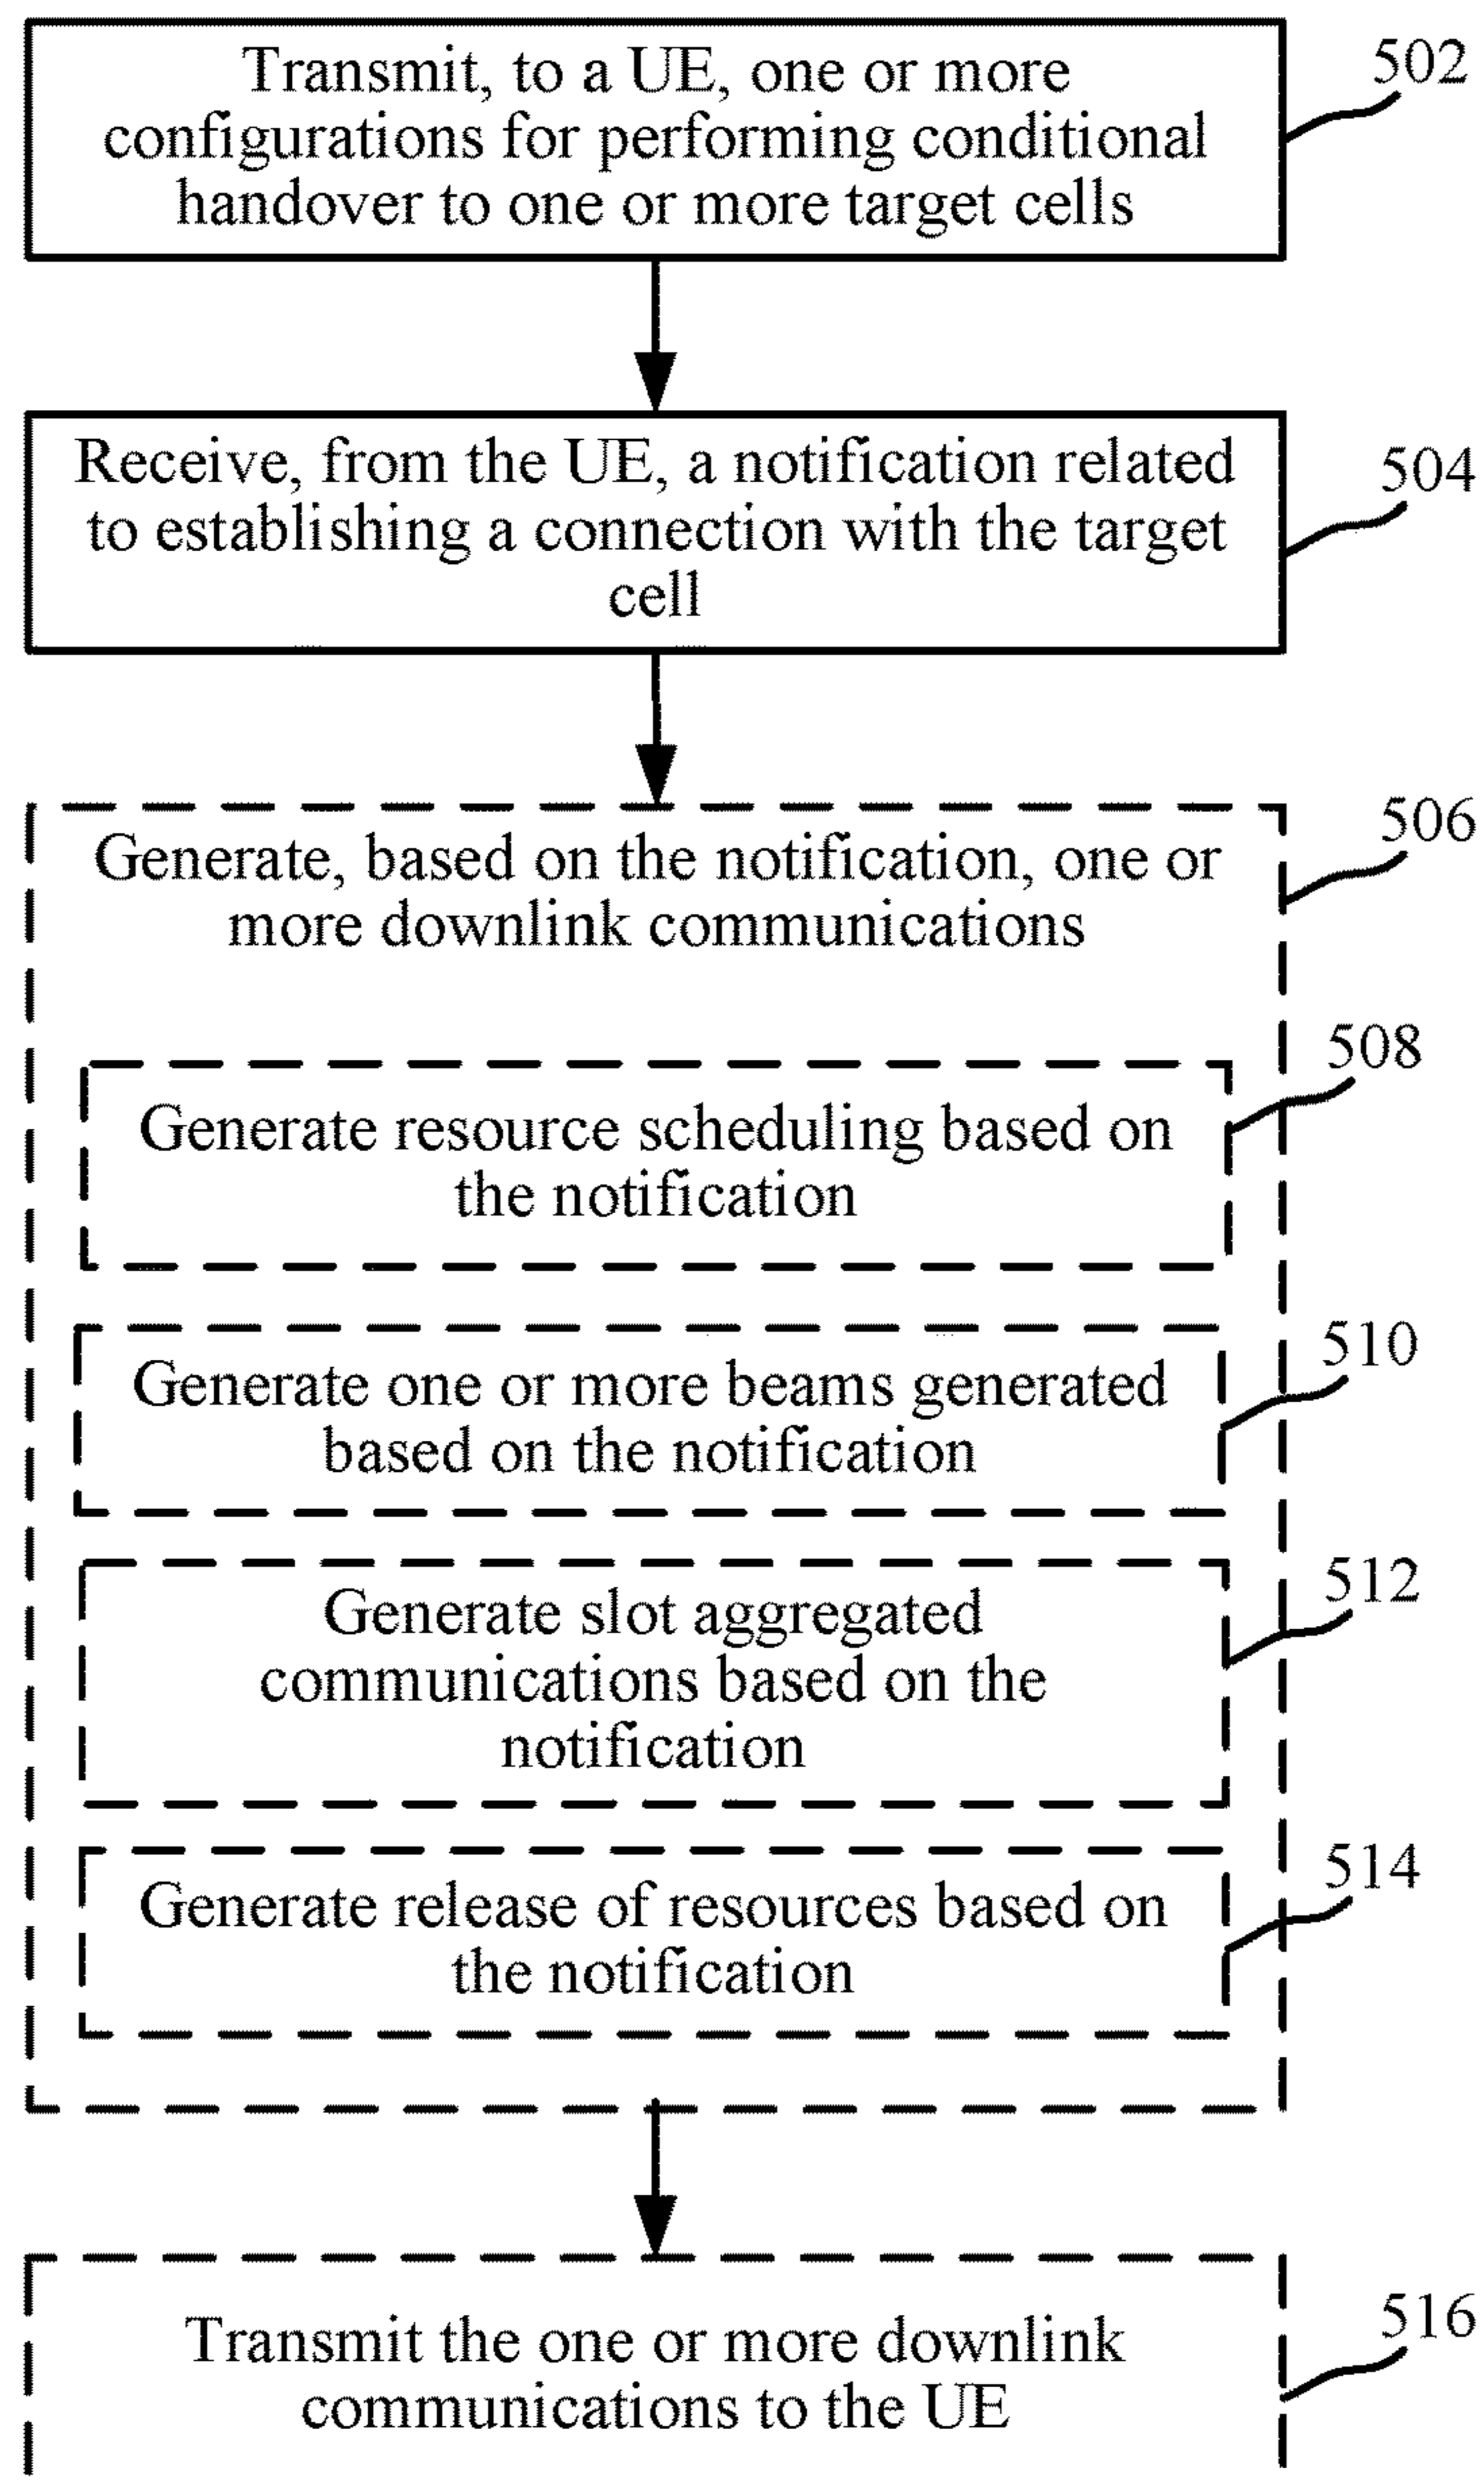 Transmit, to a UE, one or more
configurations for performing conditional
handover to one or more target cells
502
Receive, from the UE, a notification related
to establishing a connection with the target
cell
504
Generate, based on the notification, one or
more downlink communications
506
Generate resource scheduling based on
the notification
508
Generate one or more beams generated
based on the notification
510
Generate slot aggregated
communications based on the
notification
512
Generate release of resources based on
the notification
514
Transmit the one or more downlink
communications to the UE
516